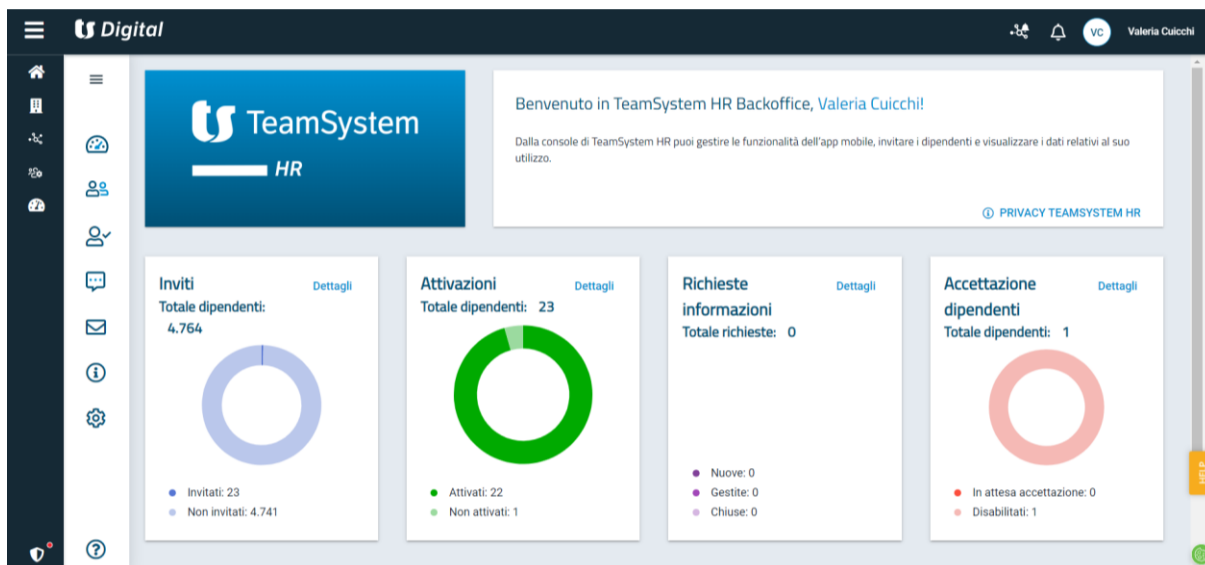 ts Digital
VC
Valeria Cuicchi
TeamSystem
HR
Benvenuto in TeamSystem HR Backoffice, Valeria Cuicchi!
Dalla console di TeamSystem HR puoi gestire le funzionalità dell'app mobile, invitare i dipendenti e visualizzare i dati relativi al suo
utilizzo.
PRIVACY TEAMSYSTEM HR
Inviti
Dettagli
Totale dipendenti:
4.764
Invitati: 23
Non invitati: 4.741
Attivazioni
Dettagli
Totale dipendenti: 23
Attivati: 22
Non attivati: 1
Richieste
informazioni
Dettagli
Totale richieste: 0
Nuove: 0
Gestite: 0
Chiuse: 0
Accettazione
dipendenti
Dettagli
Totale dipendenti: 1
In attesa accettazione: 0
Disabilitati: 1
HELP